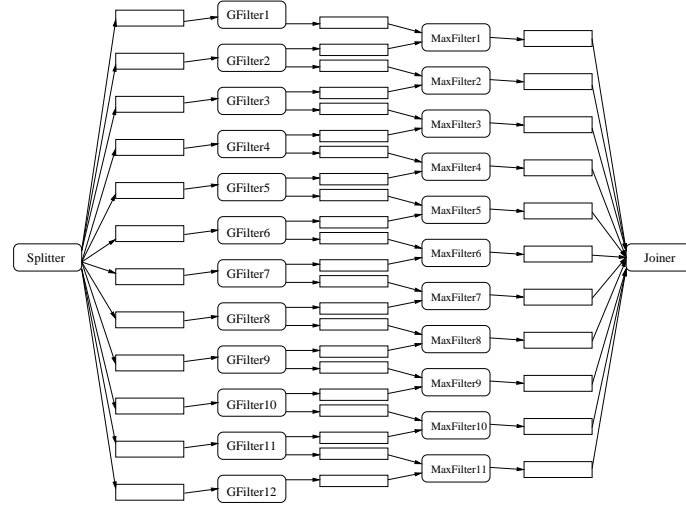 Splitter
GFilter1
GFilter2
GFilter3
GFilter4
GFilter5
GFilter6
GFilter7
GFilter8
GFilter9
GFilter10
GFilter11
GFilter12
MaxFilter1
MaxFilter2
MaxFilter3
MaxFilter4
MaxFilter5
MaxFilter6
MaxFilter7
MaxFilter8
MaxFilter9
MaxFilter10
MaxFilter11
Joiner